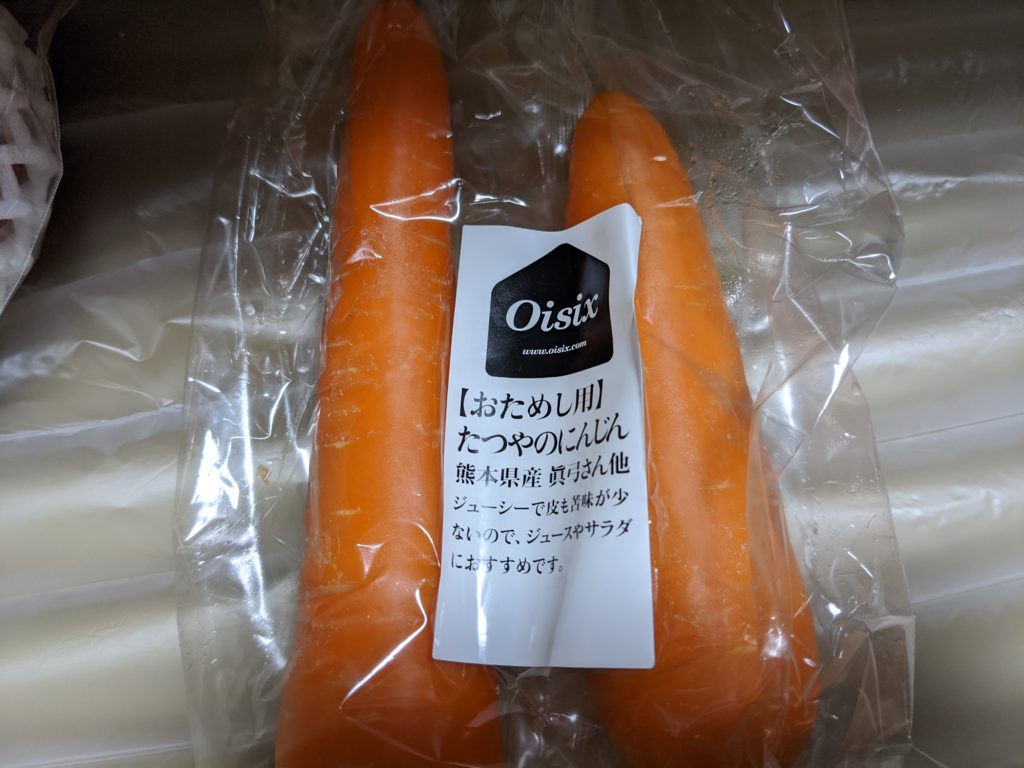 Oisix
www.oisix.com
【おためし用】
たつやのにんじん
熊本県産 眞弓さん他
ジューシーで皮も苦味が少
ないので、ジュースやサラダ
におすすめです。